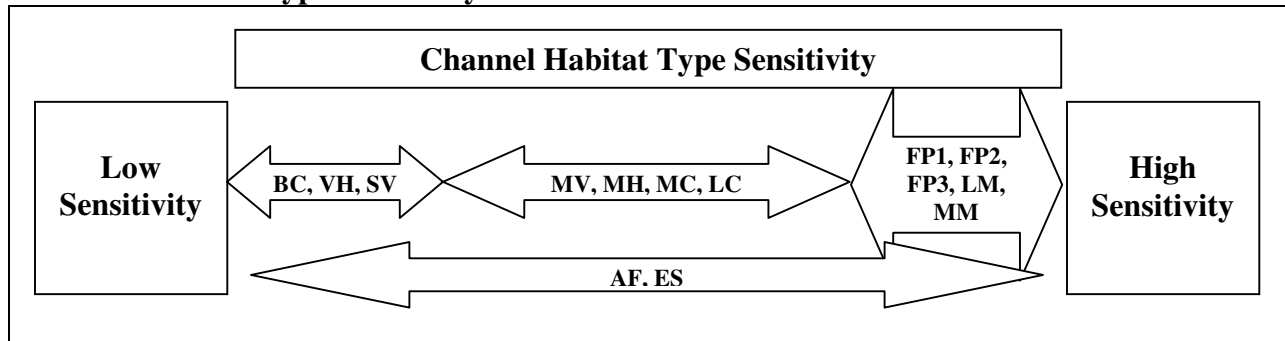 Channel Habitat Type Sensitivity
Low
Sensitivity
BC, VH, SV
MV, MH, MC, LC
FP1, FP2,
FP3, LM,
MM
High
Sensitivity
AF, ES